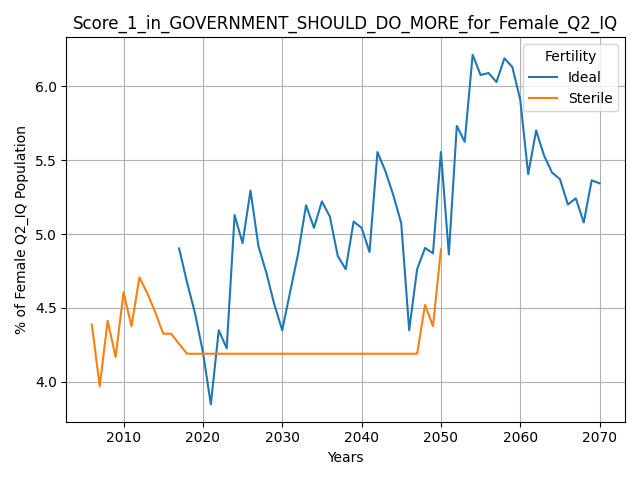 Score_1_in_GOVERNMENT_SHOULD_DO_MORE_for_Female_Q2_IQ
Fertility
Ideal
Sterile
% of Female Q2_IQ Population
6.0
5.5
5.0
4.5
4.0
2010 2020 2030 2040 2050 2060 2070
Years